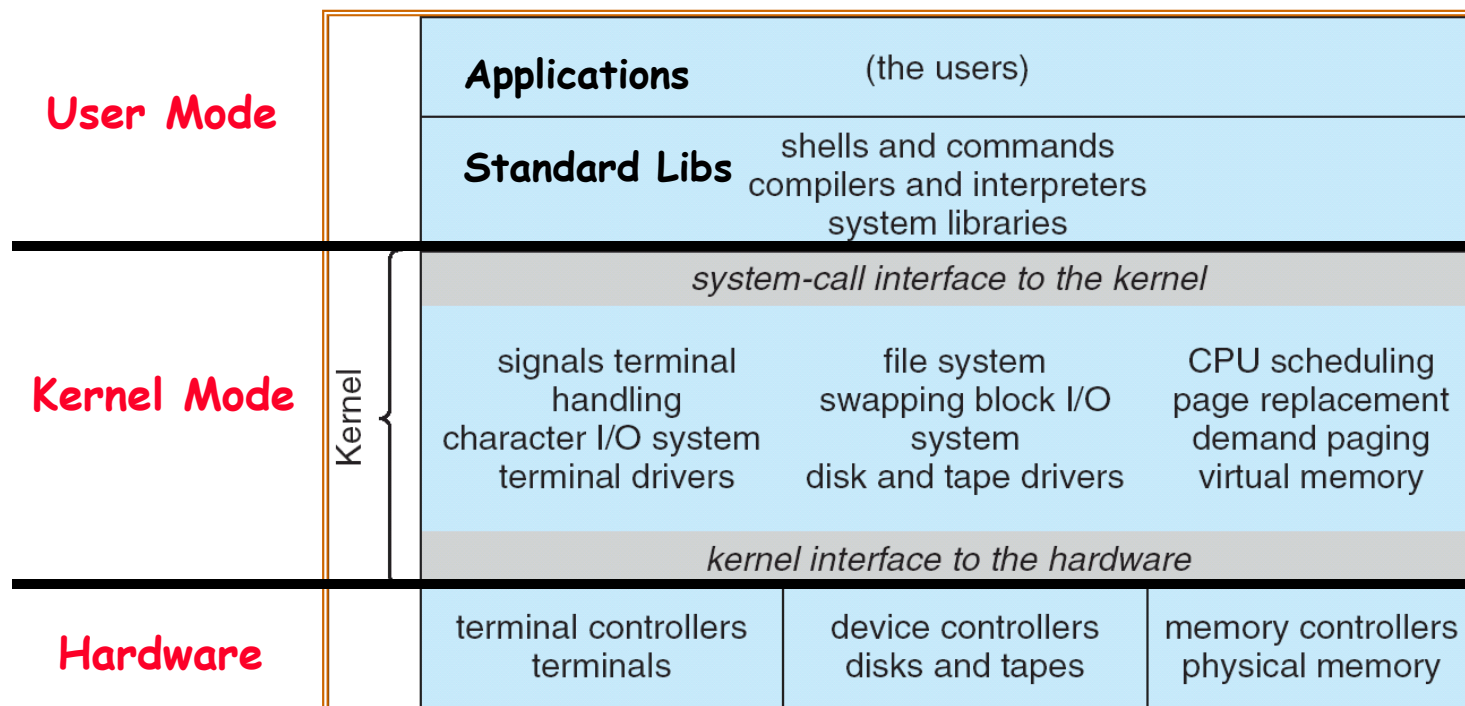 User Mode
Applications
(the users)
Standard Libs
shells and commands
compilers and interpreters
system libraries
Kernel Mode
Kernel
system-call interface to the kernel
signals terminal
handling
character I/O system
terminal drivers
file system
swapping block I/O
system
disk and tape drivers
CPU scheduling
page replacement
demand paging
virtual memory
kernel interface to the hardware
Hardware
terminal controllers
terminals
device controllers
disks and tapes
memory controllers
physical memory